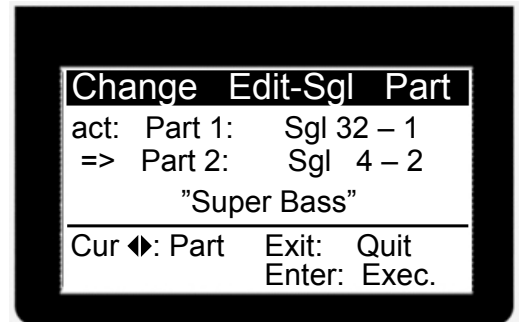 Change Edit-Sgl Part
act: Part 1: Sgl 32 – 1
=> Part 2: Sgl 4 – 2
”Super Bass”
Cur ◆: Part Exit: Quit
Enter: Exec.